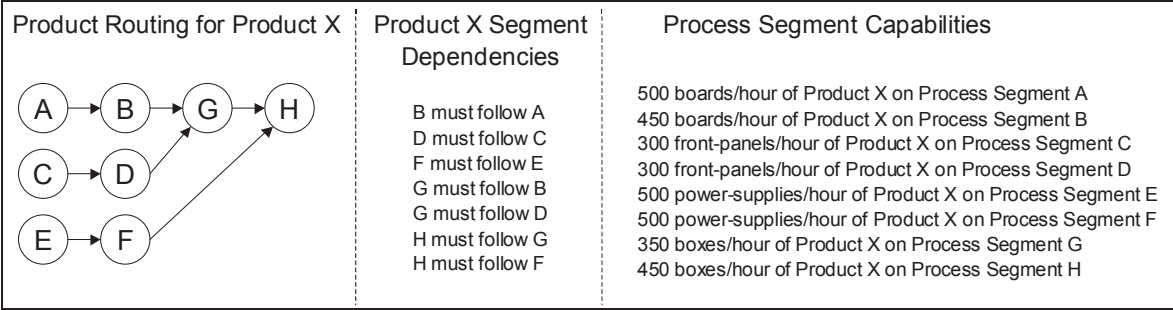 Product Routing for Product X
A
B
G
H
C
D
E
F
Product X Segment
Dependencies
B must follow A
D must follow C
F must follow E
G must follow B
G must follow D
H must follow G
H must follow F
Process Segment Capabilities
500 boards/hour of Product X on Process Segment A
450 boards/hour of Product X on Process Segment B
300 front-panels/hour of Product X on Process Segment C
300 front-panels/hour of Product X on Process Segment D
500 power-supplies/hour of Product X on Process Segment E
500 power-supplies/hour of Product X on Process Segment F
350 boxes/hour of Product X on Process Segment G
450 boxes/hour of Product X on Process Segment H